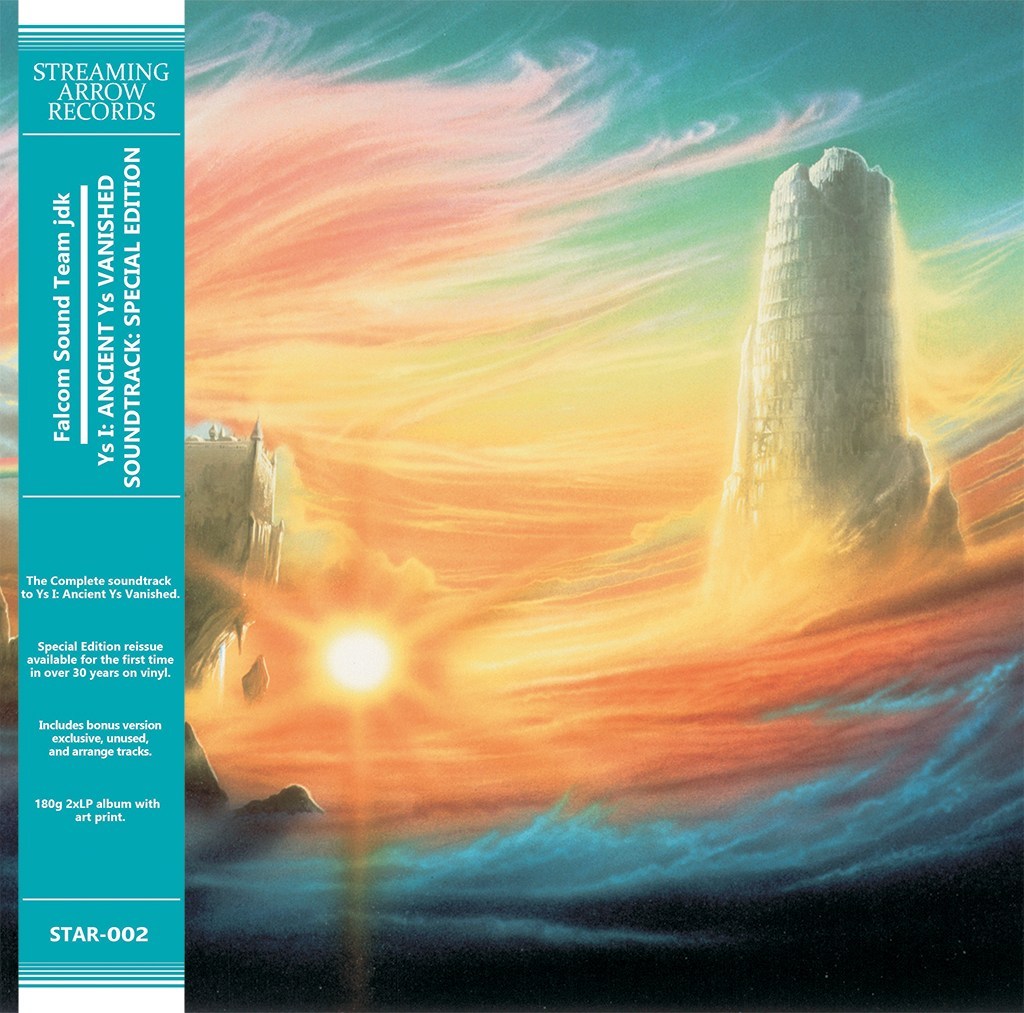 STREAMING
ARROW
RECORDS
Falcom Sound Team jdk
Ys I: ANCIENT Ys VANISHED
SOUNDTRACK: SPECIAL EDITION
The Complete soundtrack
to Ys I: Ancient Ys Vanished.
Special Edition reissue
available for the first time
in over 30 years on vinyl.
Includes bonus version
exclusive, unused,
and arrange tracks.
180g 2xLP album with
art print.
STAR-002